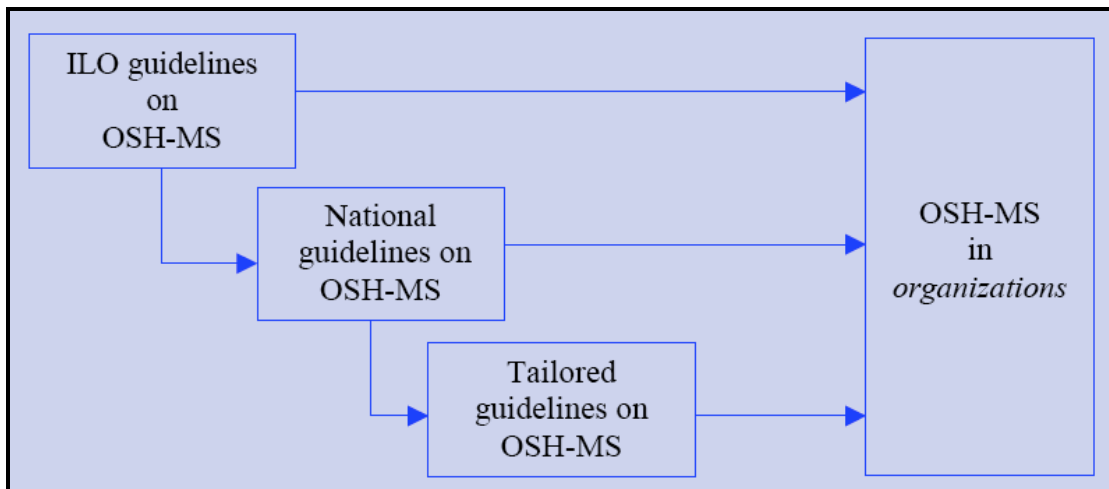 ILO guidelines
on
OSH-MS
National
guidelines on
OSH-MS
Tailored
guidelines on
OSH-MS
OSH-MS
in
organizations